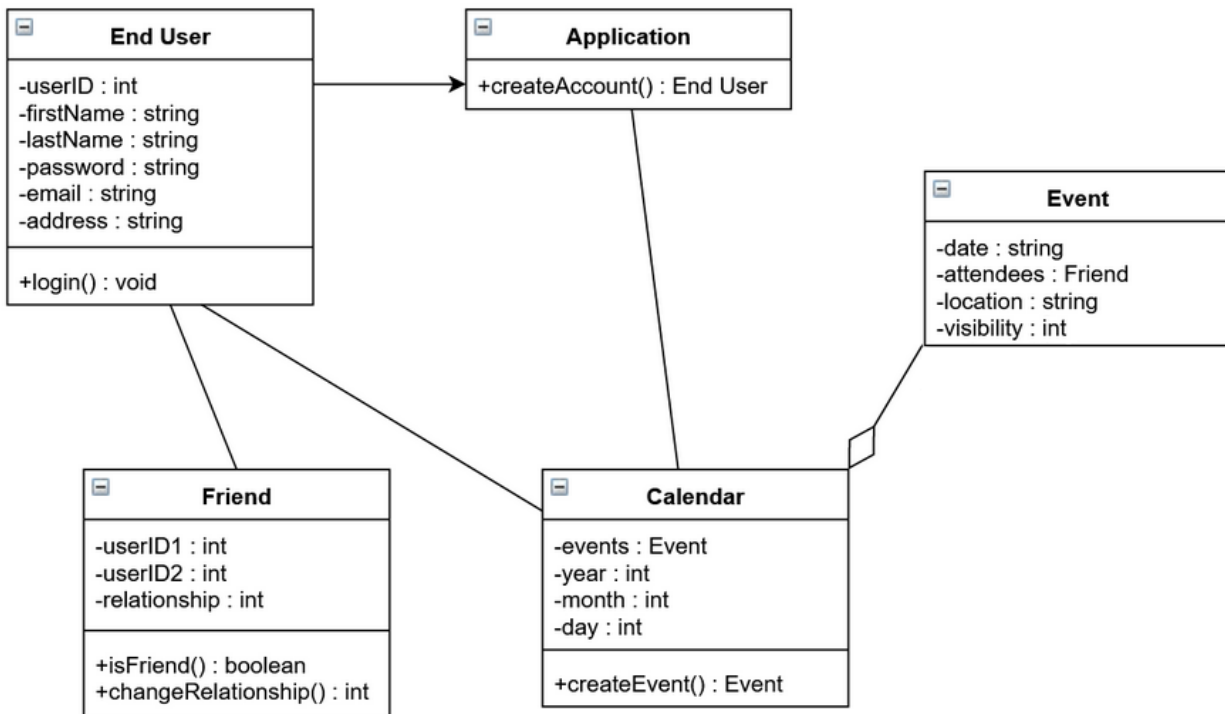 End User
-userID : int
-firstName : string
-lastName : string
-password : string
-email : string
-address : string
+login() : void
Application
+createAccount() : End User
Event
-date : string
-attendees : Friend
-location : string
-visibility : int
Friend
-userID1 : int
-userID2 : int
-relationship : int
+isFriend() : boolean
+changeRelationship() : int
Calendar
-events : Event
-year : int
-month : int
-day : int
+createEvent() : Event